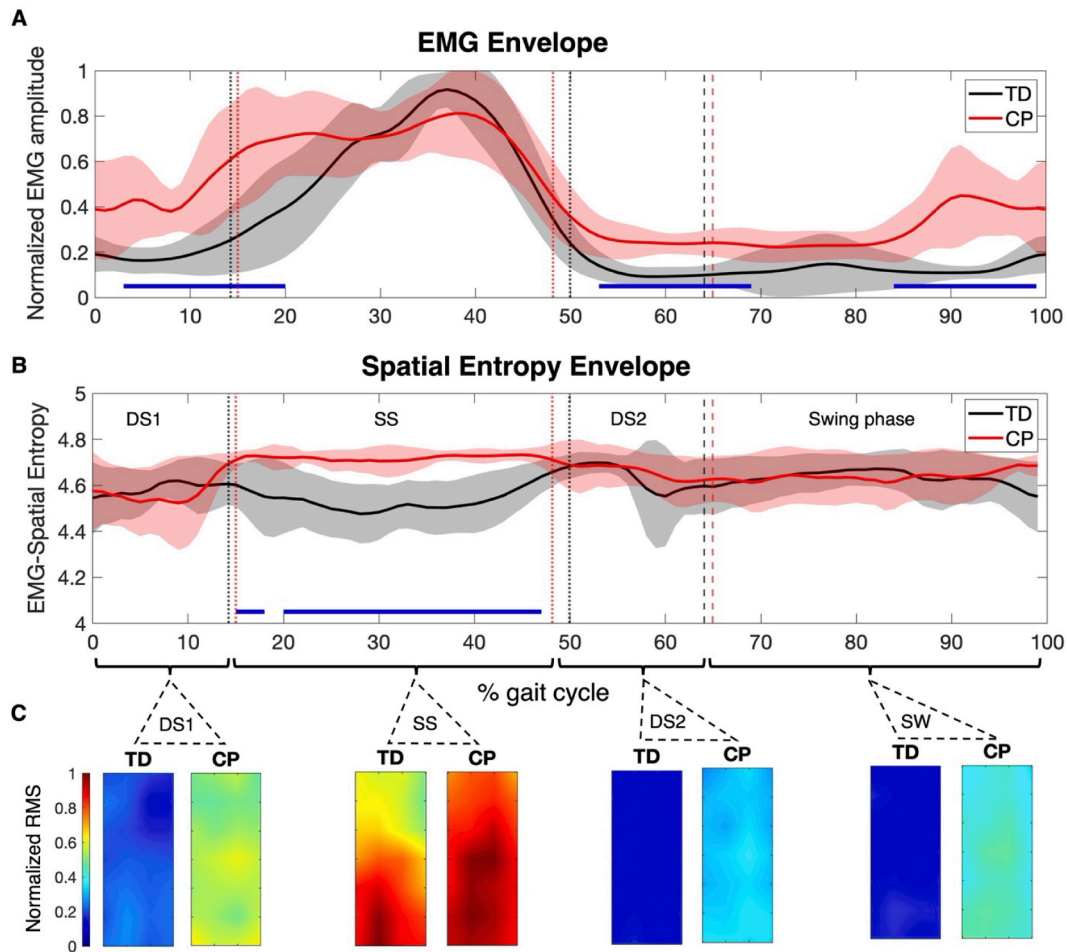 A
EMG Envelope
Normalized EMG amplitude
1
0.8
0.6
0.4
0.2
0
TD
CP
0 10 20 30 40 50 60 70 80 90 100
B
Spatial Entropy Envelope
EMG-Spatial Entropy
5
4.8
4.6
4.4
4.2
4
DS1 SS DS2 Swing phase
TD
CP
0 10 20 30 40 50 60 70 80 90 100
% gait cycle
C
DS1 SS DS2 SW
TD CP TD CP TD CP TD CP
Normalized RMS
1
0.8
0.6
0.4
0.2
0